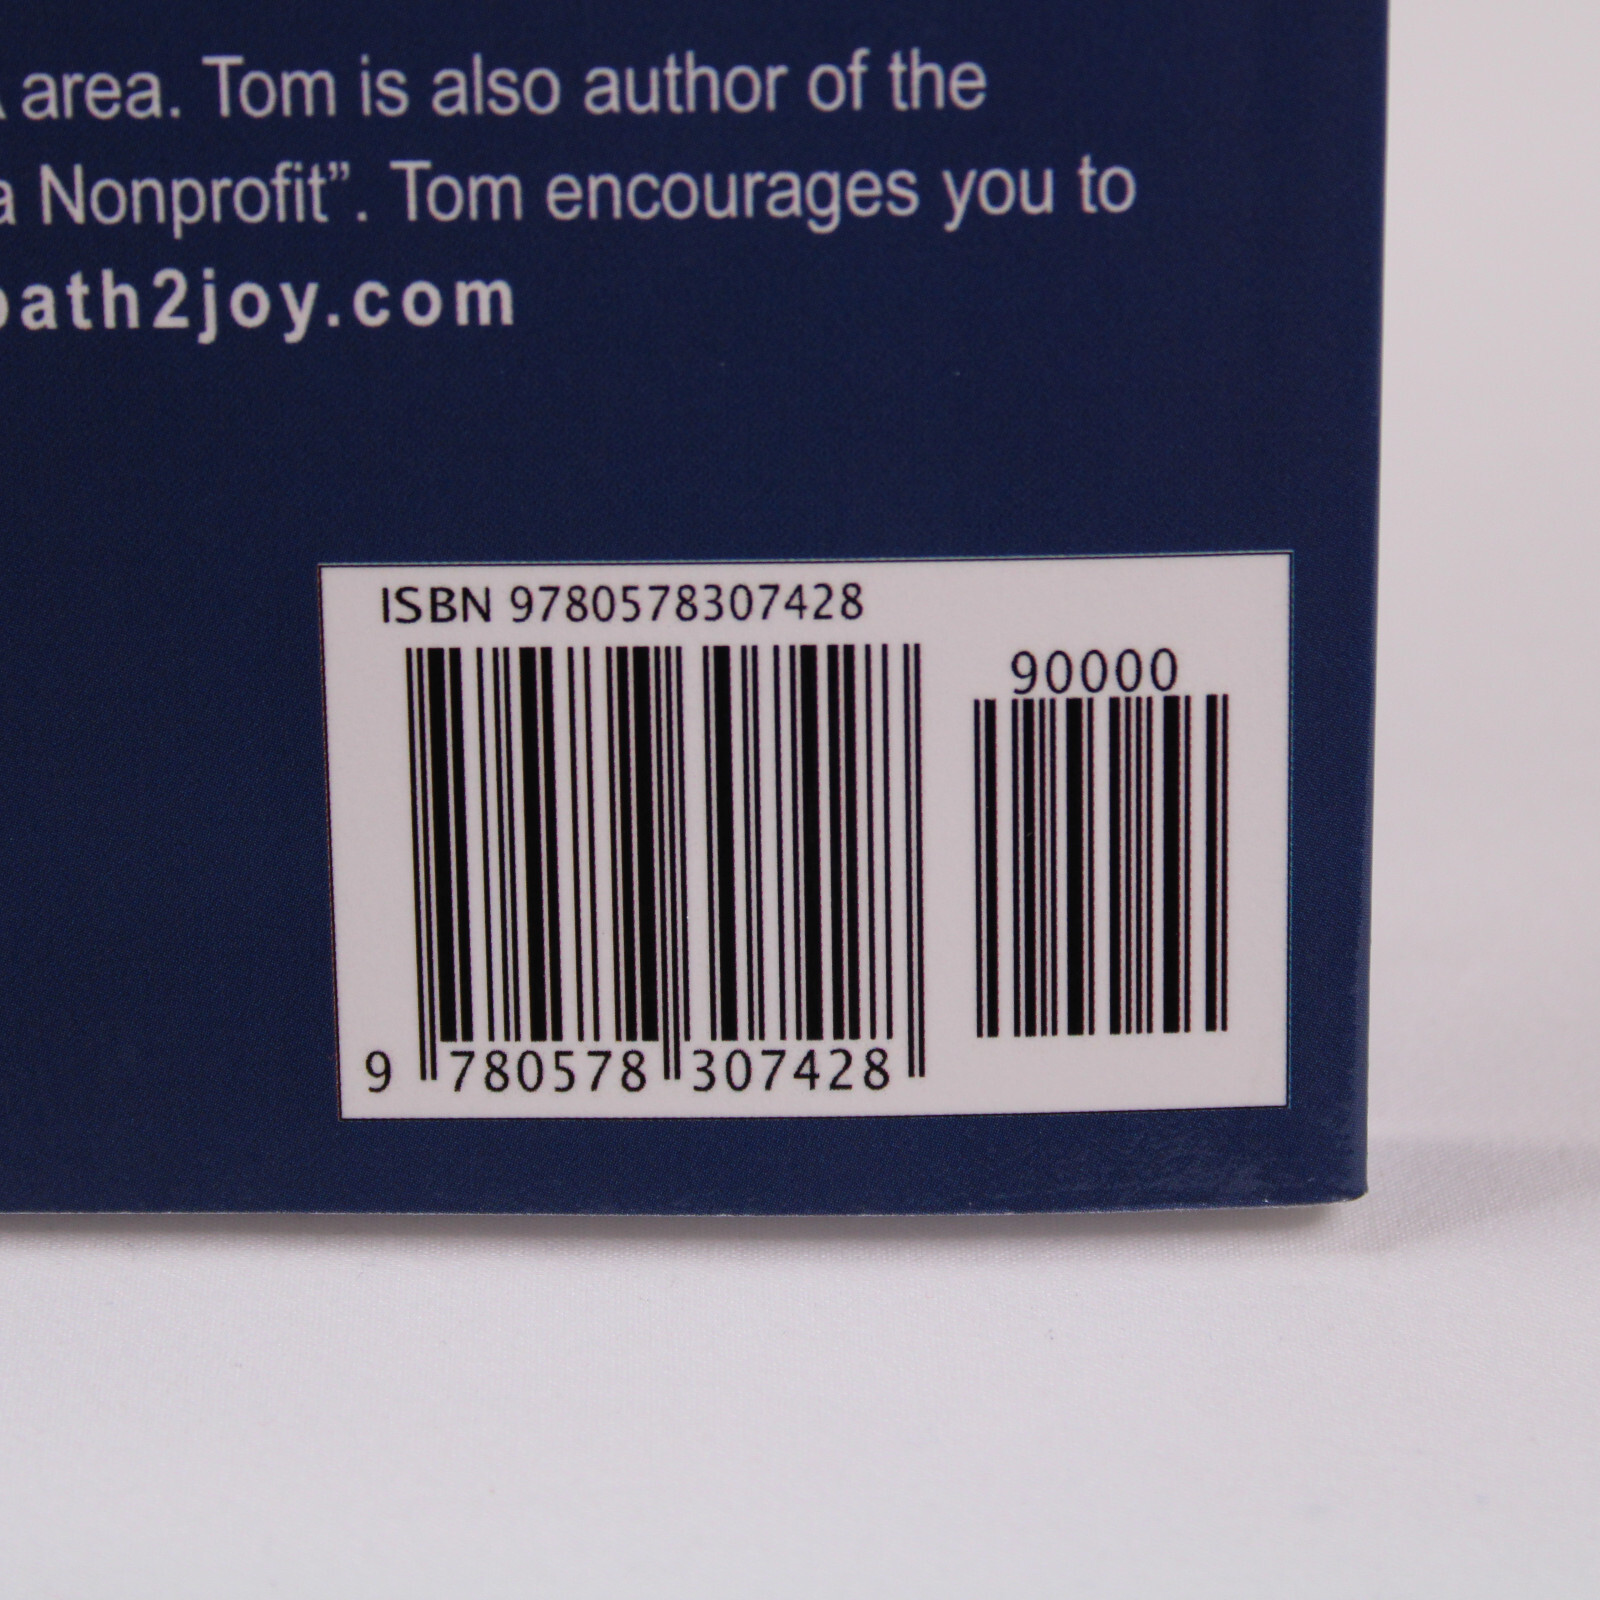 area. Tom is also author of the
a Nonprofit”. Tom encourages you to
path2joy.com
ISBN 9780578307428
90000
9 780578 307428